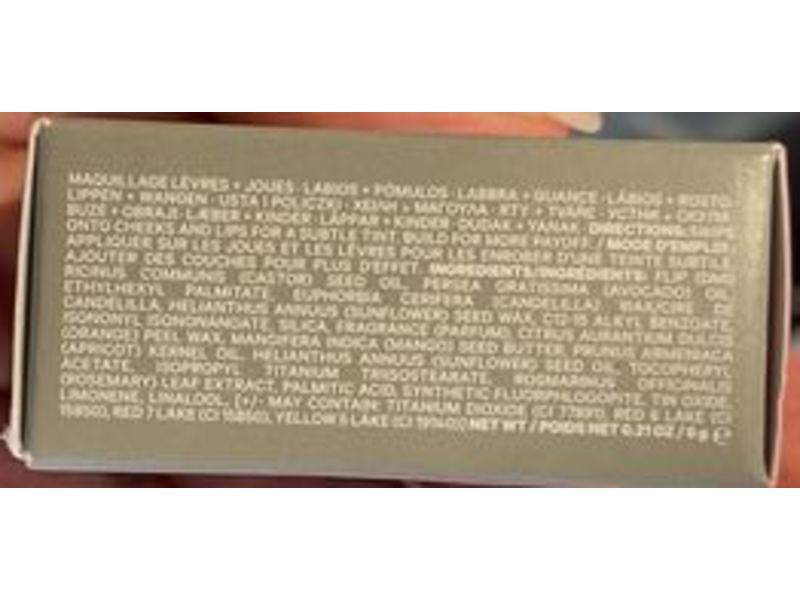 MAQUILLAGE LÈVRES + JOUES · LABIOS + PÓMULOS · LABBRA + GUANCE · LÁBIOS + ROSTO
LIPPEN + WANGEN · USTA I POLICZKI · ΧΕΙΛΗ + ΜΑΓΟΥΛΑ · RTY + TVÁŘE ·
BUZE + OBRAJI · LÆBER + KINDER · LÄPPAR + KINDER · DUDAK + YANAK. DIRECTIONS:
ONTO CHEEKS AND LIPS FOR A SUBTLE TINT. BUILD FOR MORE PAYOFF. / MODE D'EMPLOI:
APPLIQUER SUR LES JOUES ET LES LÈVRES POUR LES ENROBER D'UNE TEINTE SUBTILE
AJOUTER DES COUCHES POUR PLUS D'EFFET. INGREDIENTS/INGRÉDIENTS: FLIP (DM):
RICINUS COMMUNIS (CASTOR) SEED OIL, PERSEA GRATISSIMA (AVOCADO) OIL,
ETHYLHEXYL PALMITATE, EUPHORBIA CERIFERA (CANDELILLA) WAX/CIRE DE
CANDELILLA, HELIANTHUS ANNUUS (SUNFLOWER) SEED WAX, C12-15 ALKYL BENZOATE,
ISONONYL ISONONANOATE, SILICA, FRAGRANCE (PARFUM), CITRUS AURANTIUM DULCIS
(ORANGE) PEEL WAX, MANGIFERA INDICA (MANGO) SEED BUTTER, PRUNUS ARMENIACA
(APRICOT) KERNEL OIL, HELIANTHUS ANNUUS (SUNFLOWER) SEED OIL, TOCOPHERYL
ACETATE, ISOPROPYL TITANIUM TRIISOSTEARATE, ROSMARINUS OFFICINALIS
(ROSEMARY) LEAF EXTRACT, PALMITIC ACID, SYNTHETIC FLUORPHLOGOPITE, TIN OXIDE,
LIMONENE, LINALOOL, [+/- MAY CONTAIN: TITANIUM DIOXIDE (CI 77891), RED 6 LAKE (CI
15850), RED 7 LAKE (CI 15850), YELLOW 5 LAKE (CI 19140)] NET WT / POIDS NET 0.21 OZ / 6 g ℮